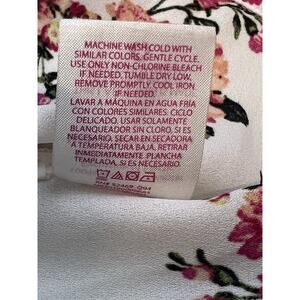 MACHINE WASH COLD WITH
SIMILAR COLORS. GENTLE CYCLE.
USE ONLY NON-CHLORINE BLEACH
IF NEEDED. TUMBLE DRY LOW.
REMOVE PROMPTLY. COOL IRON
IF NEEDED.
LAVAR A MÁQUINA EN AGUA FRÍA
CON COLORES SIMILARES. CICLO
DELICADO. USAR SOLAMENTE
BLANQUEADOR SIN CLORO, SI ES
NECESARIO. SECAR EN SECADORA
A TEMPERATURA BAJA. RETIRAR
INMEDIATAMENTE. PLANCHA
TEMPLADA, SI ES NECESARIO.